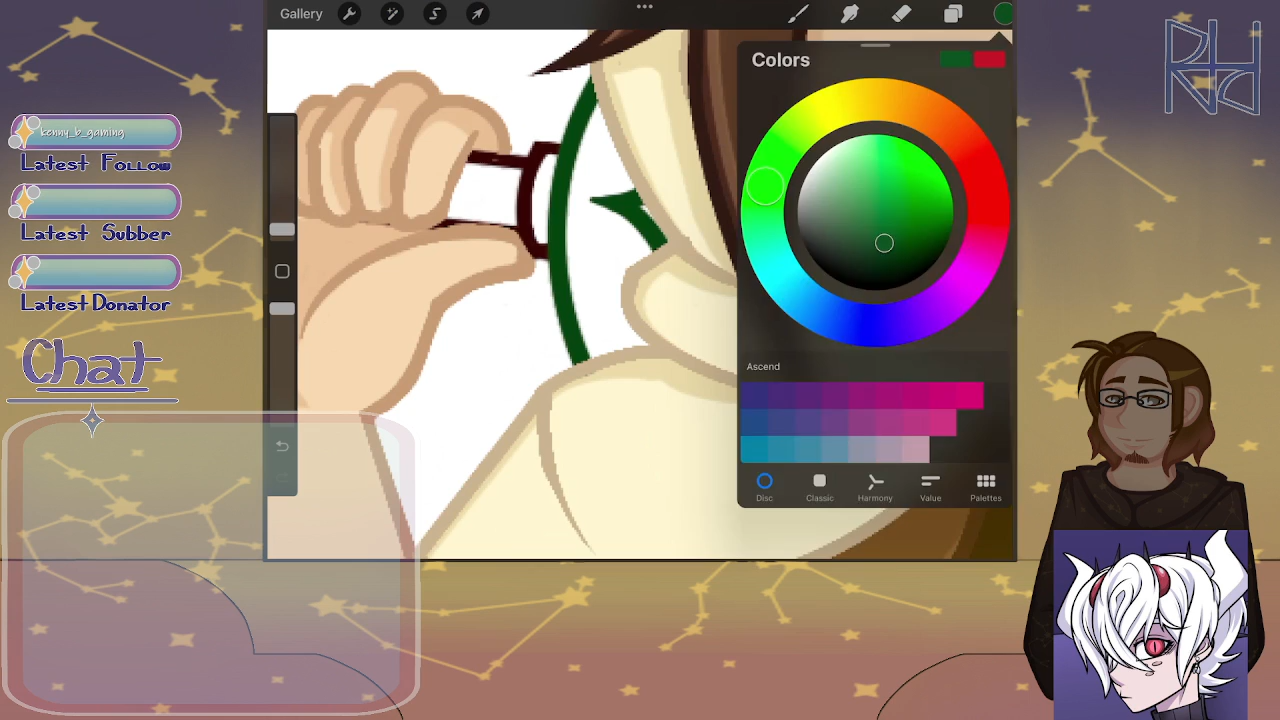 Gallery
Colors
kenny_b_gaming
Latest Follow
Latest Subber
Latest Donator
Chat
Ascend
Disc
Classic
Harmony
Value
Palettes